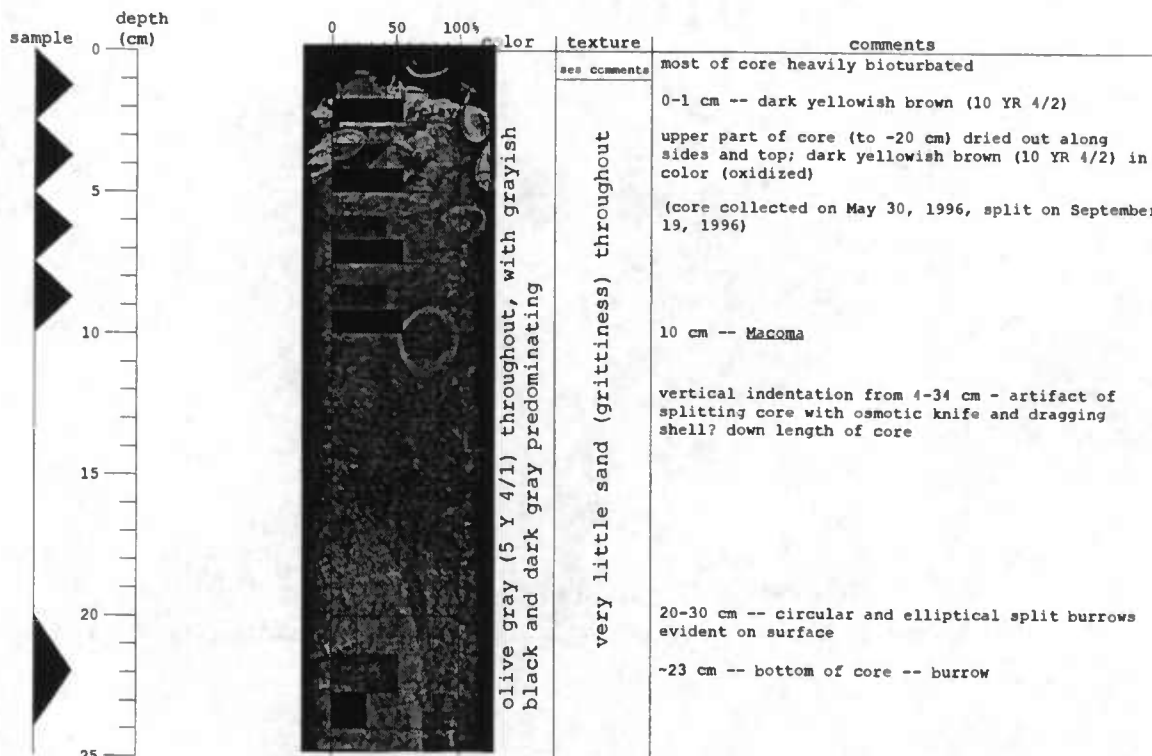 depth
(cm)
sample
0 50 100%
color
texture
comments
see comments
0
5
10
15
20
25
olive gray (5 Y 4/1) throughout, with grayish
black and dark gray predominating
very little sand (grittiness) throughout
most of core heavily bioturbated
0-1 cm -- dark yellowish brown (10 YR 4/2)
upper part of core (to ~20 cm) dried out along
sides and top; dark yellowish brown (10 YR 4/2) in
color (oxidized)
(core collected on May 30, 1996, split on September
19, 1996)
10 cm -- Macoma
vertical indentation from 4-34 cm - artifact of
splitting core with osmotic knife and dragging
shell? down length of core
20-30 cm -- circular and elliptical split burrows
evident on surface
~23 cm -- bottom of core -- burrow